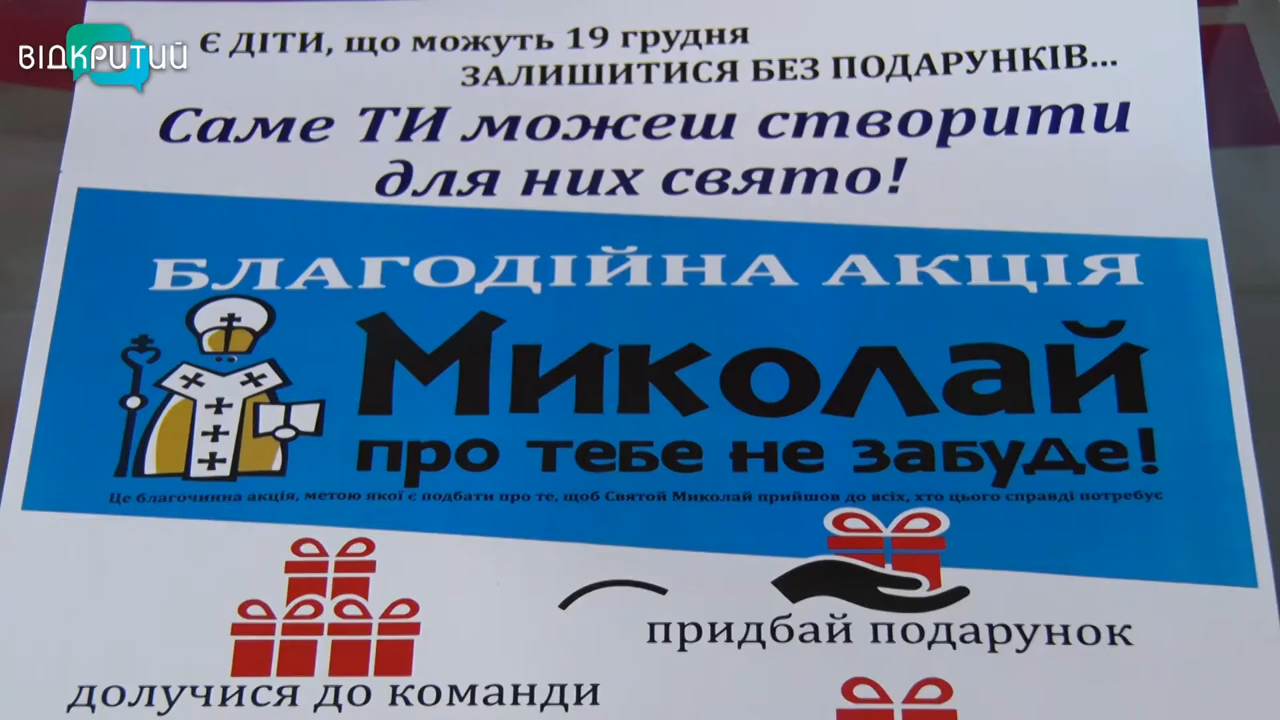 ВІДКРИТИЙ
Є ДІТИ, що можуть 19 грудня
ЗАЛИШИТИСЯ БЕЗ ПОДАРУНКІВ...
Саме ТИ можеш створити
для них свято!
БЛАГОДІЙНА АКЦІЯ
Миколай
про тебе не забуде!
Це благочинна акція, метою якої є подбати про те, щоб Святой Миколай прийшов до всіх, хто цього справді потребує
придбай подарунок
долучися до команди